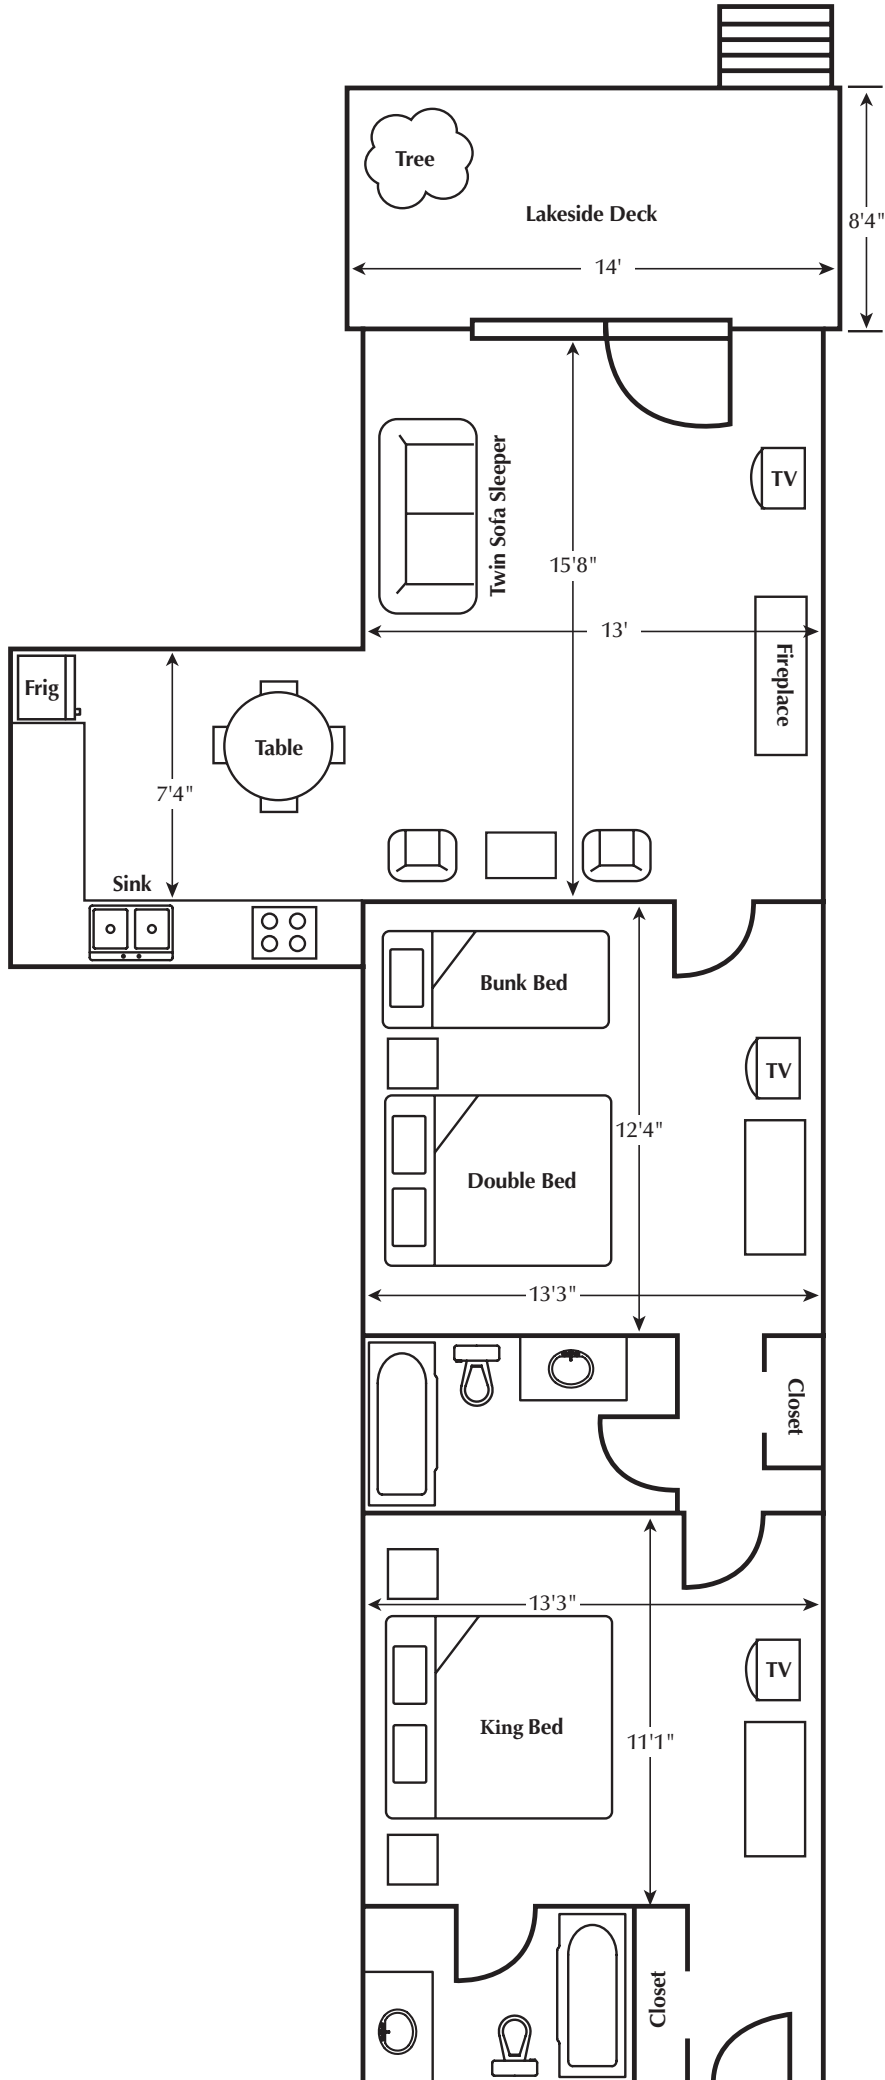 Tree
Lakeside Deck
8'4"
14'
Twin Sofa Sleeper
TV
15'8"
13'
Fireplace
Frig
Table
7'4"
Sink
Bunk Bed
TV
12'4"
Double Bed
13'3"
Closet
13'3"
TV
King Bed
11'1"
Closet